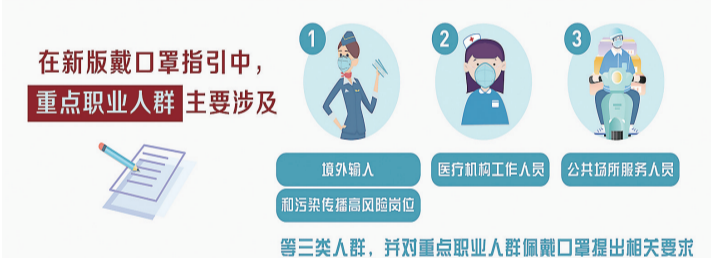 在新版戴口罩指引中，
重点职业人群 主要涉及
1
境外输入
和污染传播高风险岗位
2
医疗机构工作人员
3
公共场所服务人员
等三类人群，并对重点职业人群佩戴口罩提出相关要求